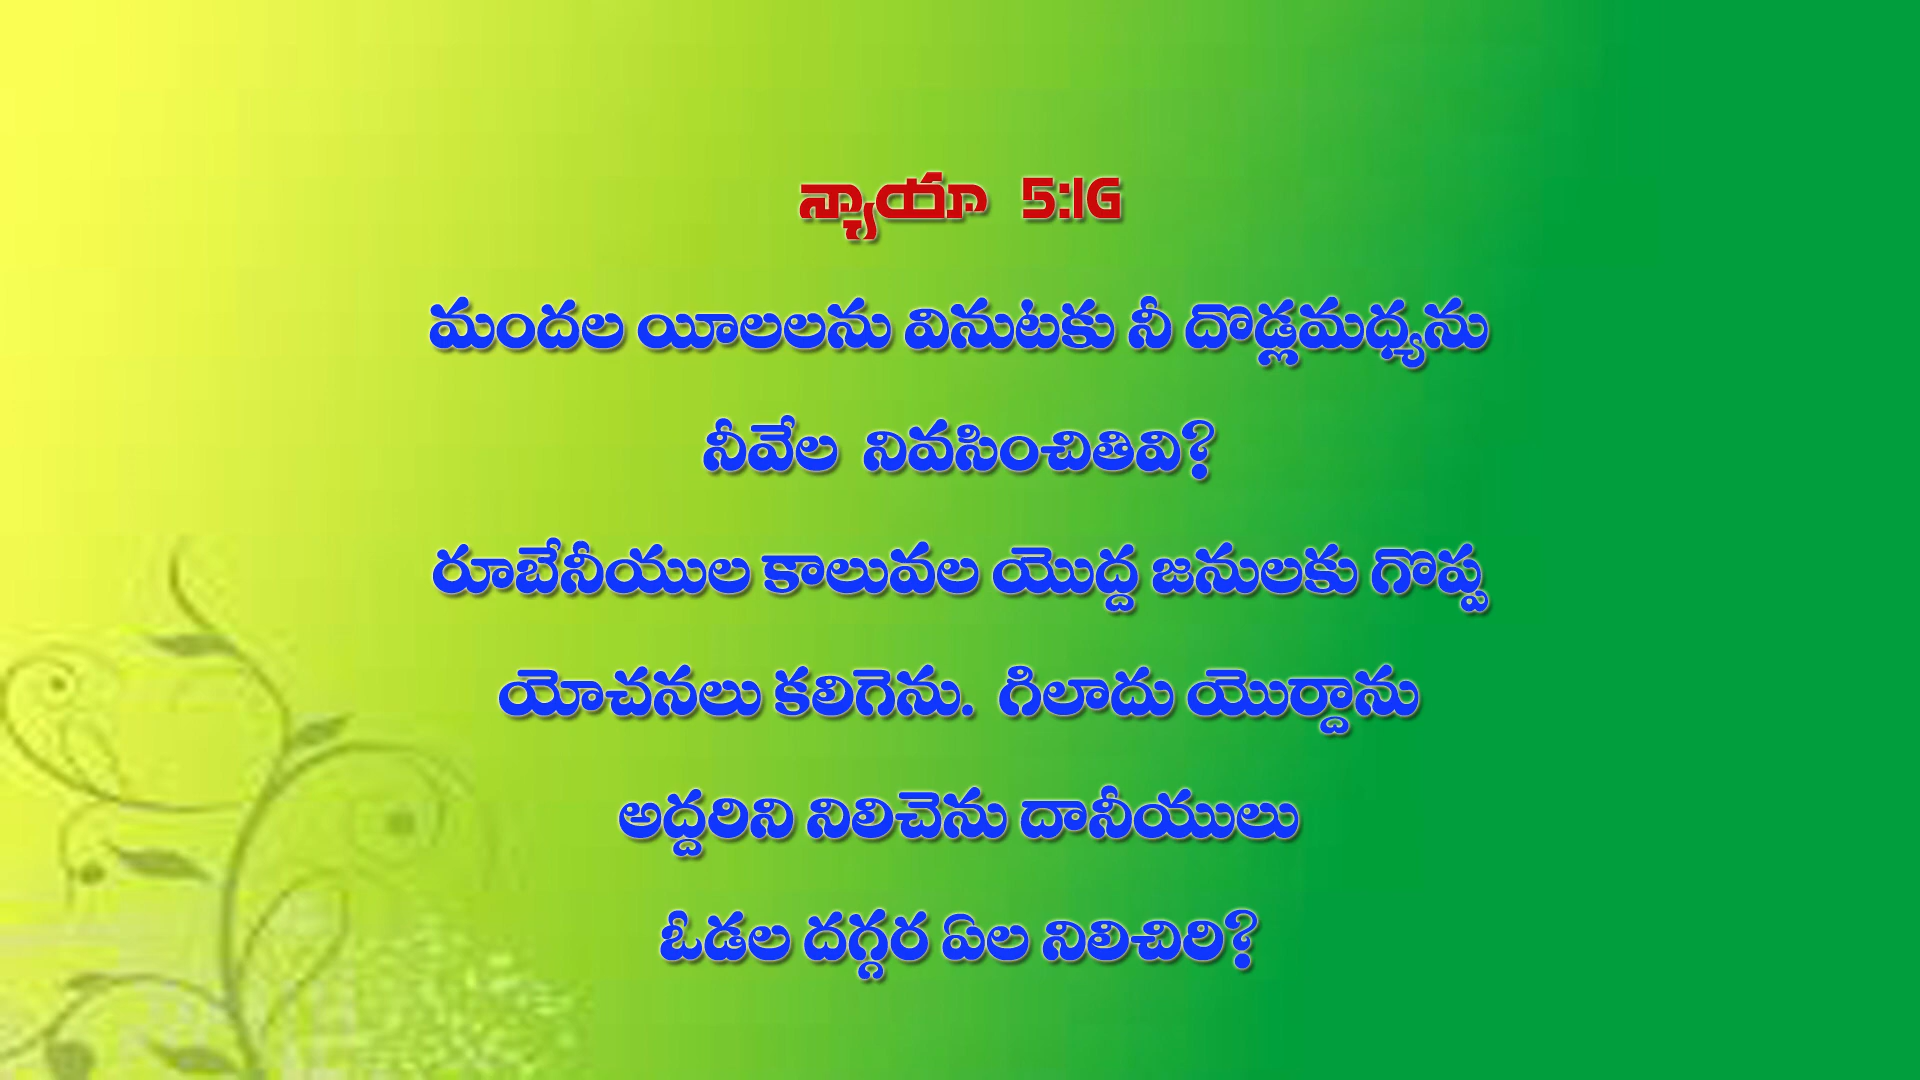 న్యాయా 5:16
మందల యీలలను వినుటకు నీ దొడ్లమధ్యను
నీవేల నివసించితివి?
రూబేనీయుల కాలువల యొద్ద జనులకు గొప్ప
యోచనలు కలిగెను. గిలాదు యొర్దాను
అద్దరిని నిలిచెను దానీయులు
ఓడల దగ్గర ఏల నిలిచిరి?